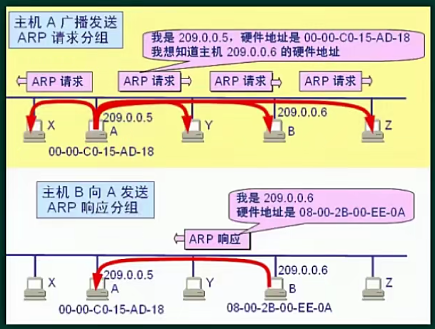 主机 A 广播发送
ARP 请求分组
我是 209.0.0.5，硬件地址是 00-00-C0-15-AD-18
我想知道主机 209.0.0.6 的硬件地址
ARP 请求
ARP 请求
ARP 请求
ARP 请求
209.0.0.5
209.0.0.6
X
A
Y
B
Z
00-00-C0-15-AD-18
主机 B 向 A 发送
ARP 响应分组
我是 209.0.0.6
硬件地址是 08-00-2B-00-EE-0A
ARP 响应
209.0.0.5
209.0.0.6
X
A
Y
B
Z
00-00-C0-15-AD-18
08-00-2B-00-EE-0A